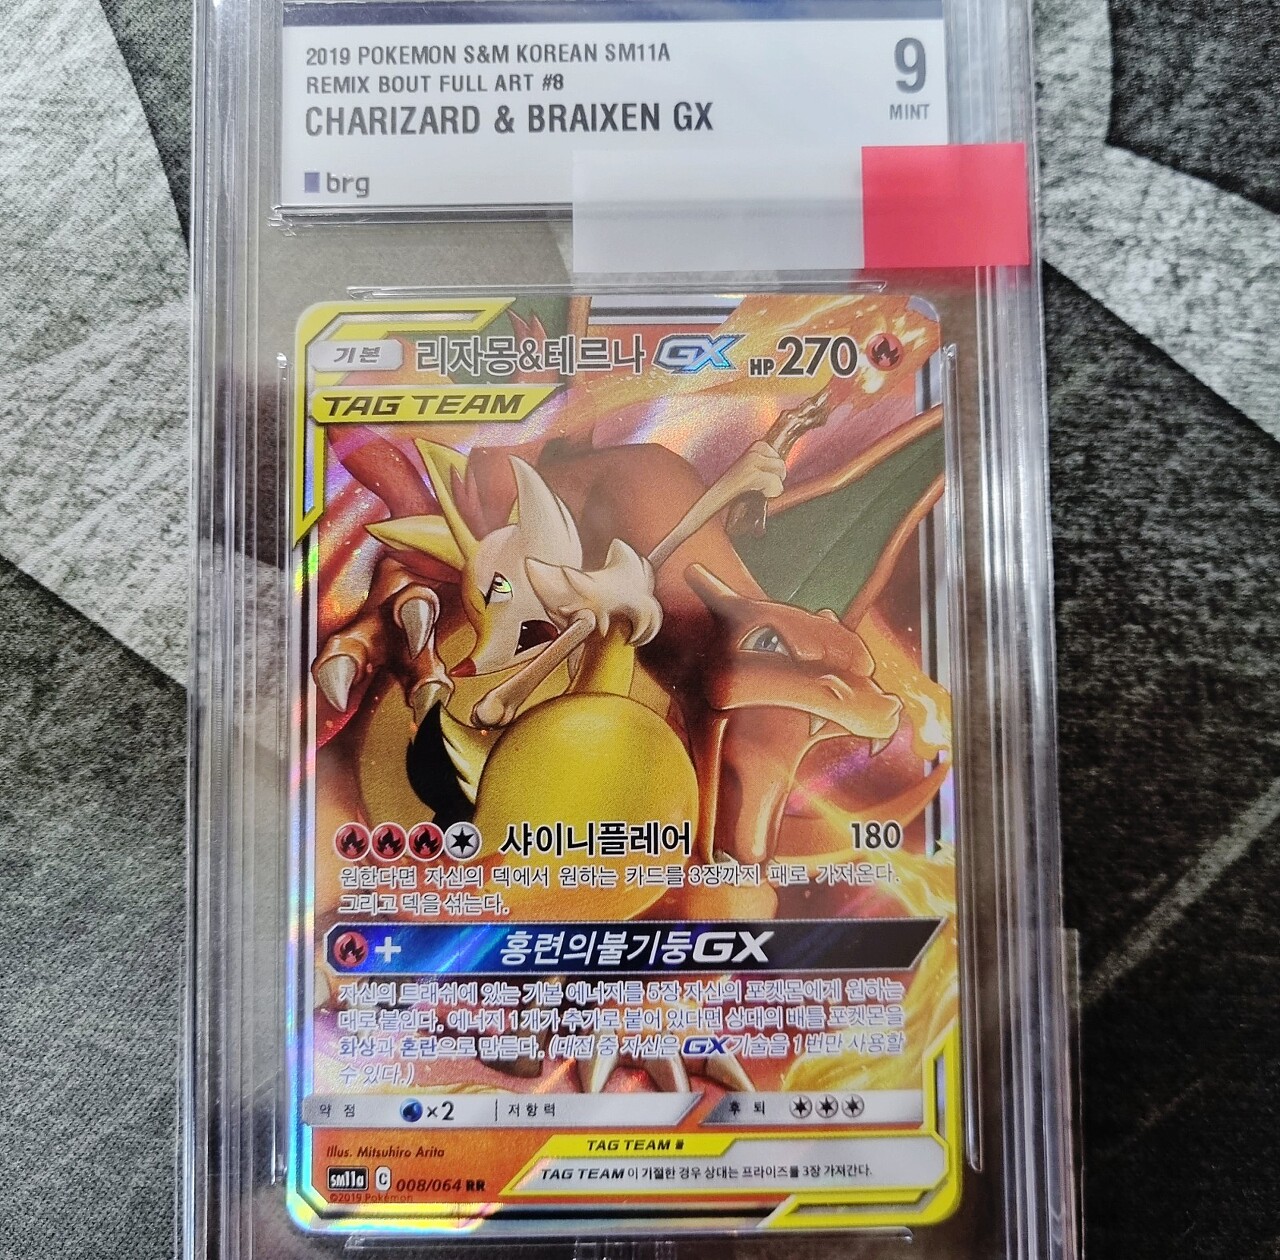 2019 POKEMON S&M KOREAN SM11A
REMIX BOUT FULL ART #8
CHARIZARD & BRAIXEN GX
9
MINT
brg
기본
리자몽&테르나 GX HP 270
TAG TEAM
샤이니플레어 180
원한다면 자신의 덱에서 원하는 카드를 3장까지 패로 가져온다.
그리고 덱을 섞는다.
+ 홍련의불기둥GX
자신의 트래쉬에 있는 기본 에너지를 5장 자신의 포켓몬에게 원하는
대로 붙인다. 에너지 1개가 추가로 붙어 있다면 상대의 배틀 포켓몬을
화상과 혼란으로 만든다. (대전 중 자신은 GX기술을 1번만 사용할
수 있다.)
약점 ×2 저항력 후퇴
Illus. Mitsuhiro Arita
TAG TEAM 룰
TAG TEAM 이 기절한 경우 상대는 프라이즈를 3장 가져간다.
SM11a C 008/064 RR
©2019 Pokémon